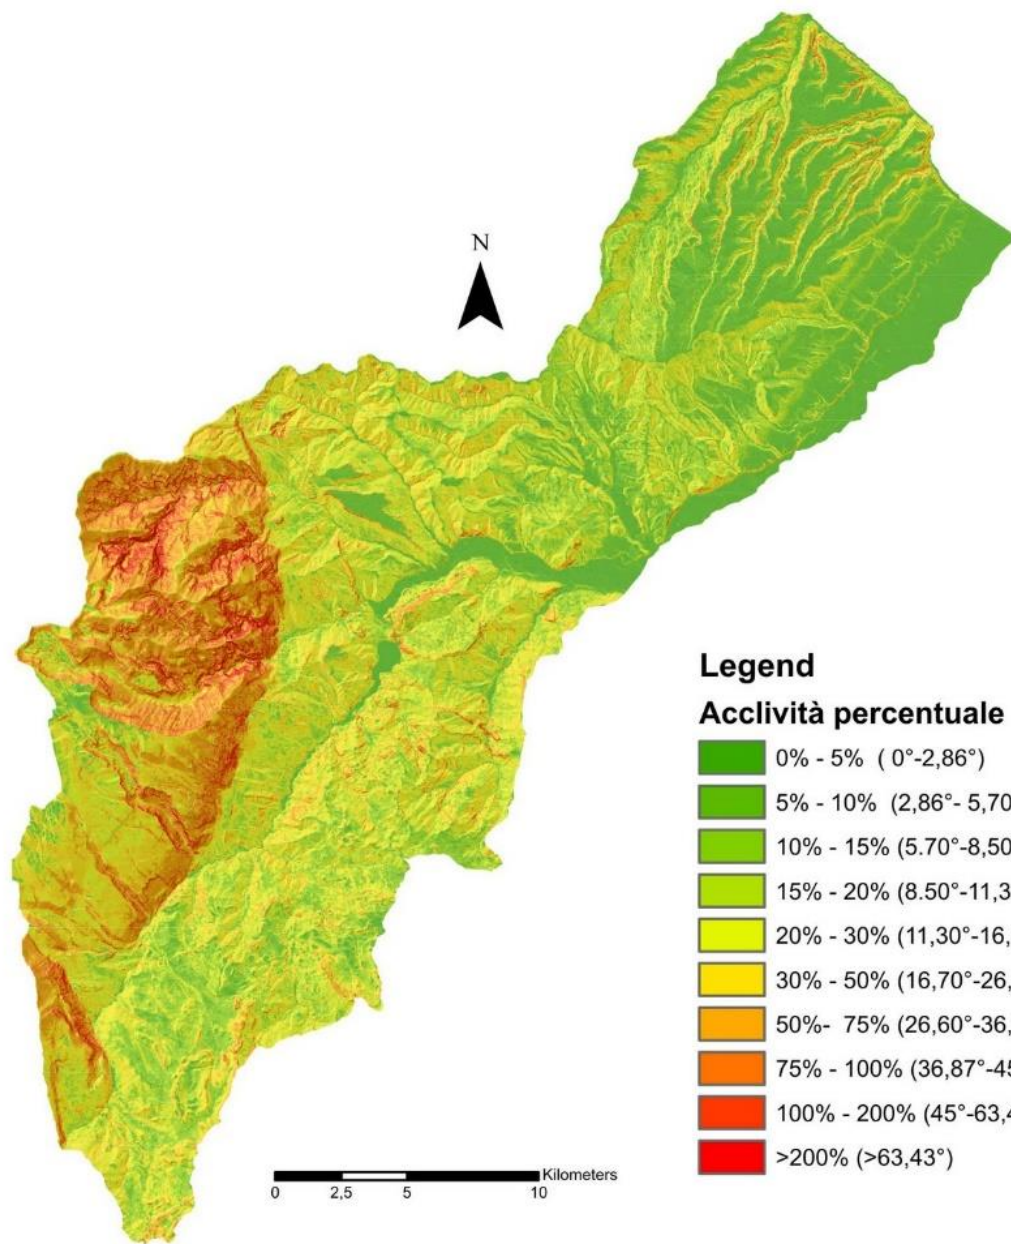 N
Legend
Acclività percentuale
0% - 5% ( 0°-2,86°)
5% - 10% (2,86°- 5,70
10% - 15% (5.70°-8,50
15% - 20% (8.50°-11,3
20% - 30% (11,30°-16,
30% - 50% (16,70°-26,
50%- 75% (26,60°-36,
75% - 100% (36,87°-45
100% - 200% (45°-63,4
>200% (>63,43°)
Kilometers
0 2,5 5 10